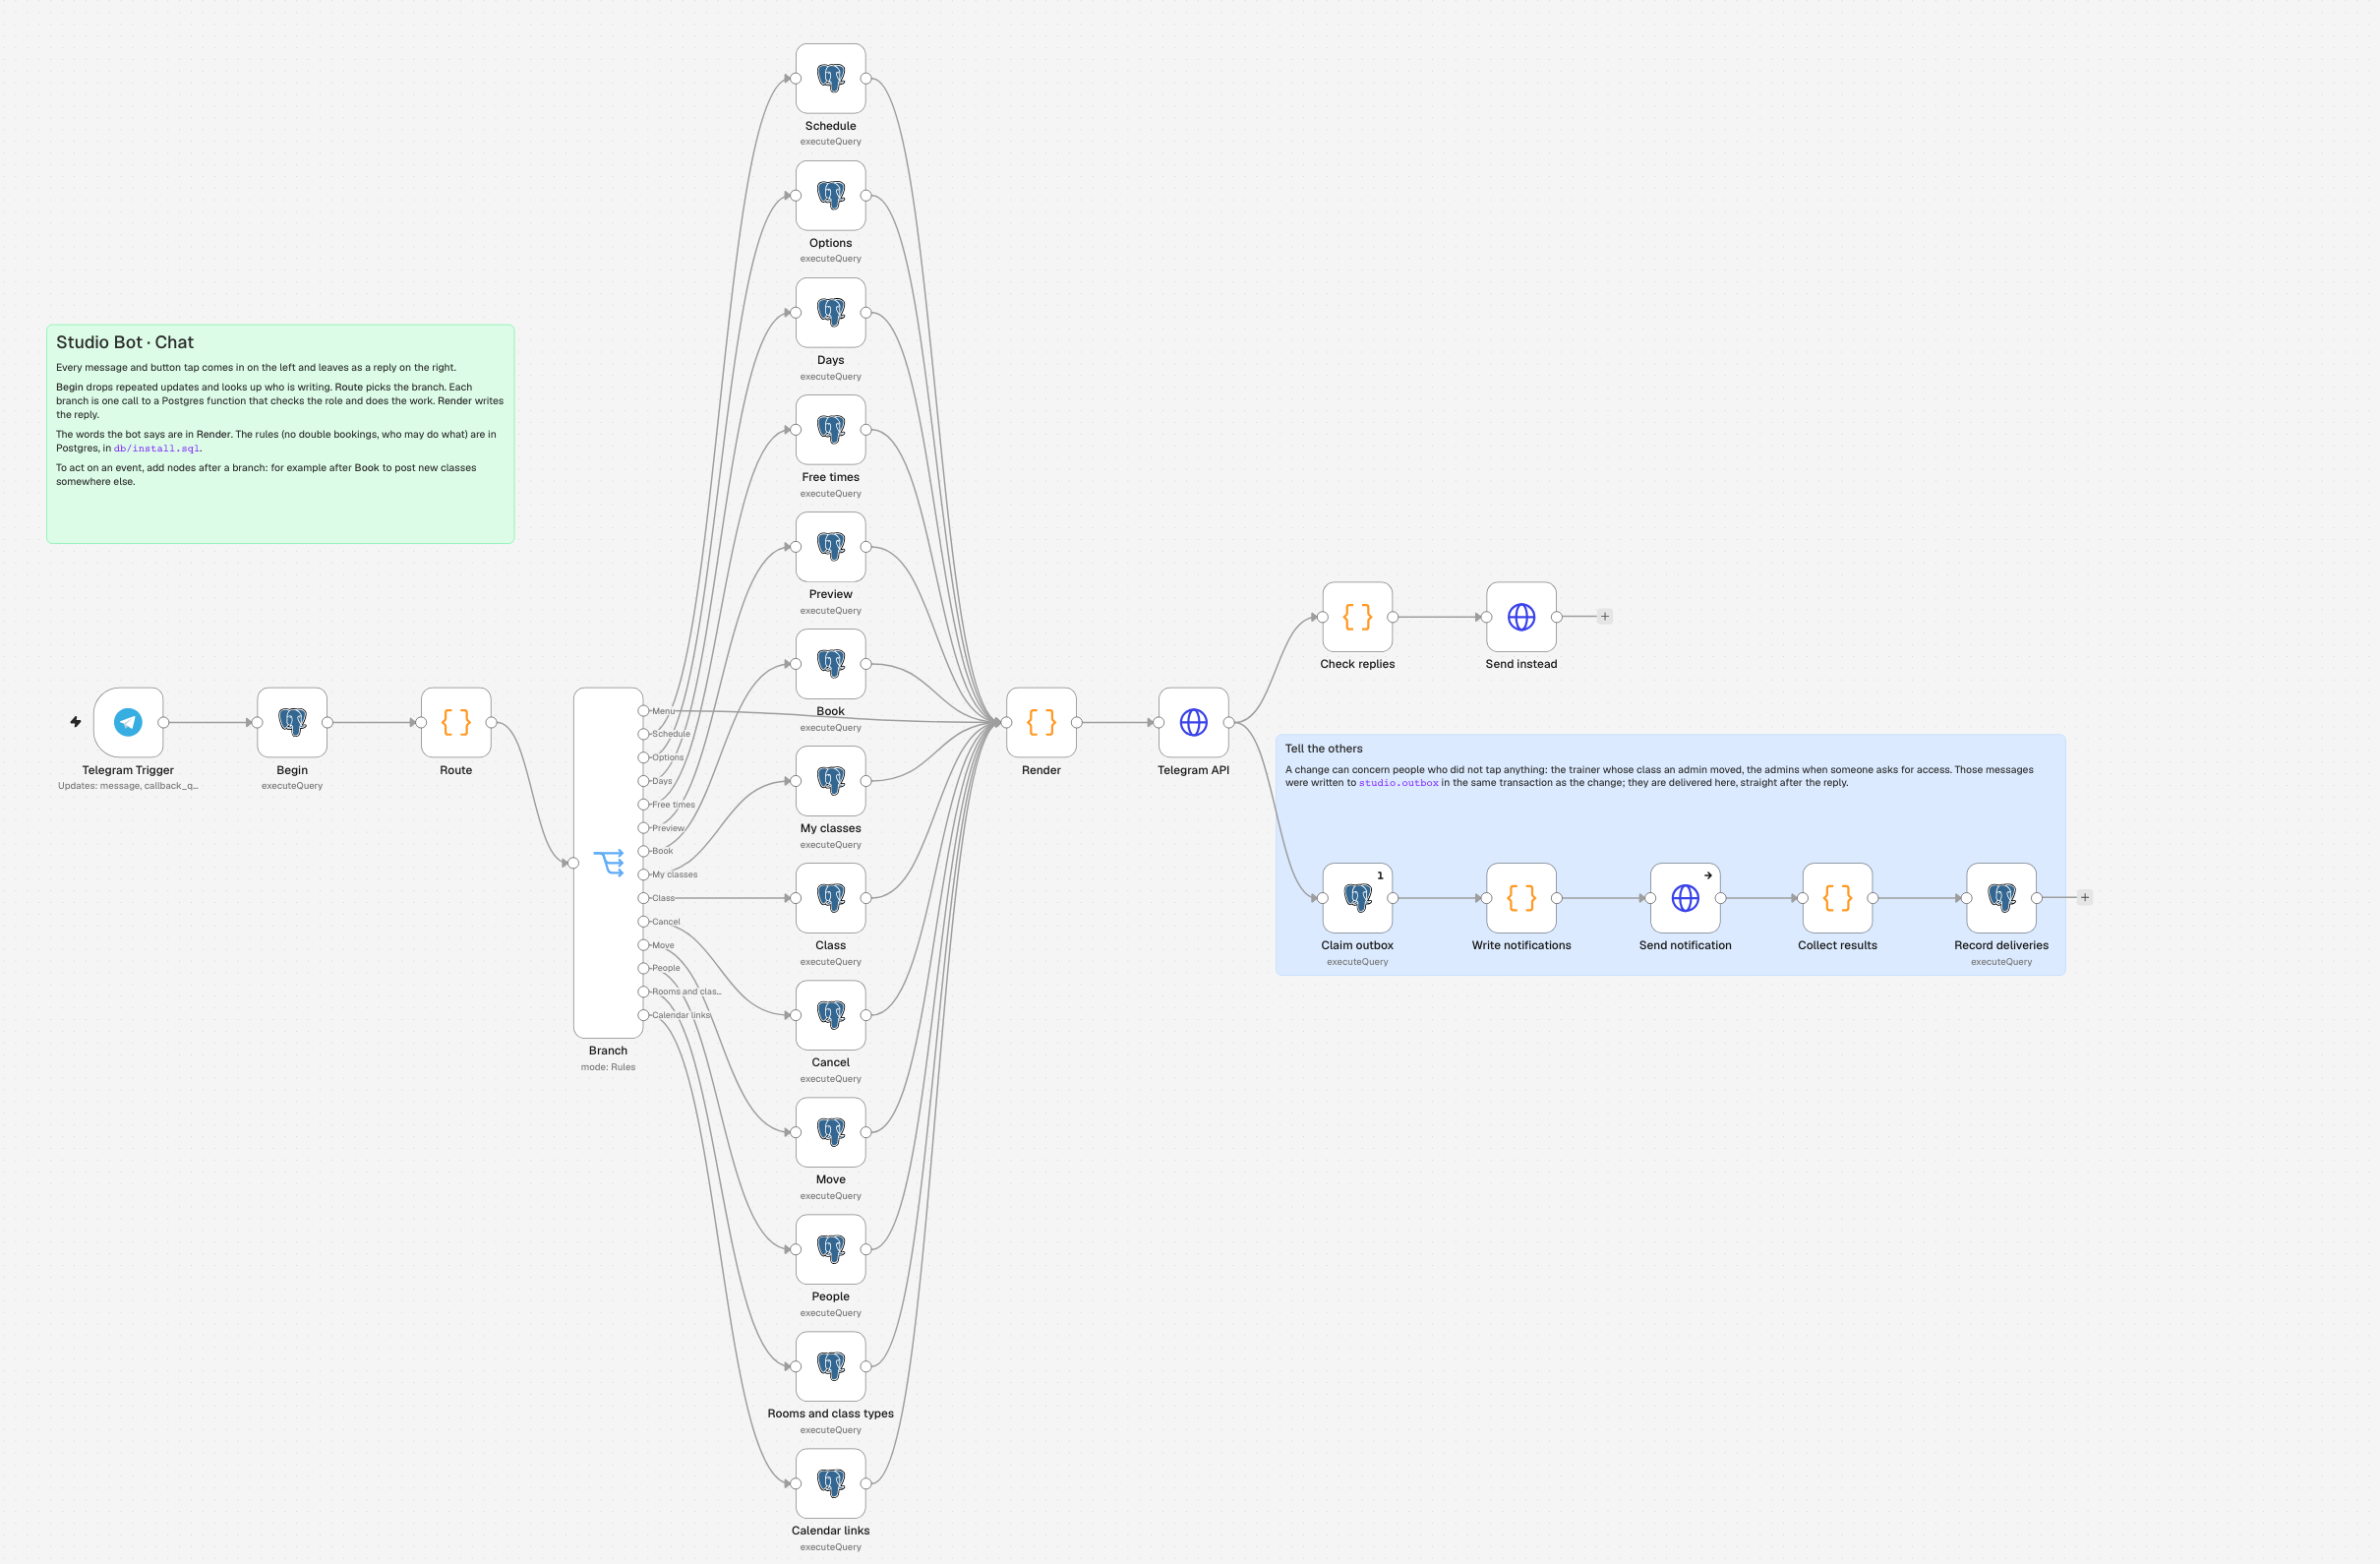 Schedule
executeQuery
Options
executeQuery
Days
executeQuery
Free times
executeQuery
Preview
executeQuery
Book
executeQuery
My classes
executeQuery
Class
executeQuery
Cancel
executeQuery
Move
executeQuery
People
executeQuery
Rooms and class types
executeQuery
Calendar links
executeQuery
Studio Bot · Chat
Every message and button tap comes in on the left and leaves as a reply on the right.
Begin drops repeated updates and looks up who is writing. Route picks the branch. Each
branch is one call to a Postgres function that checks the role and does the work. Render writes
the reply.
The words the bot says are in Render. The rules (no double bookings, who may do what) are in
Postgres, in db/install.sql.
To act on an event, add nodes after a branch: for example after Book to post new classes
somewhere else.
Telegram Trigger
Updates: message, callback_q...
Begin
executeQuery
Route
Menu
Schedule
Options
Days
Free times
Preview
Book
My classes
Class
Cancel
Move
People
Rooms and clas...
Calendar links
Branch
mode: Rules
Render
Telegram API
Check replies
Send instead
Tell the others
A change can concern people who did not tap anything: the trainer whose class an admin moved, the admins when someone asks for access. Those messages
were written to studio.outbox in the same transaction as the change; they are delivered here, straight after the reply.
1
Claim outbox
executeQuery
Write notifications
Send notification
Collect results
Record deliveries
executeQuery